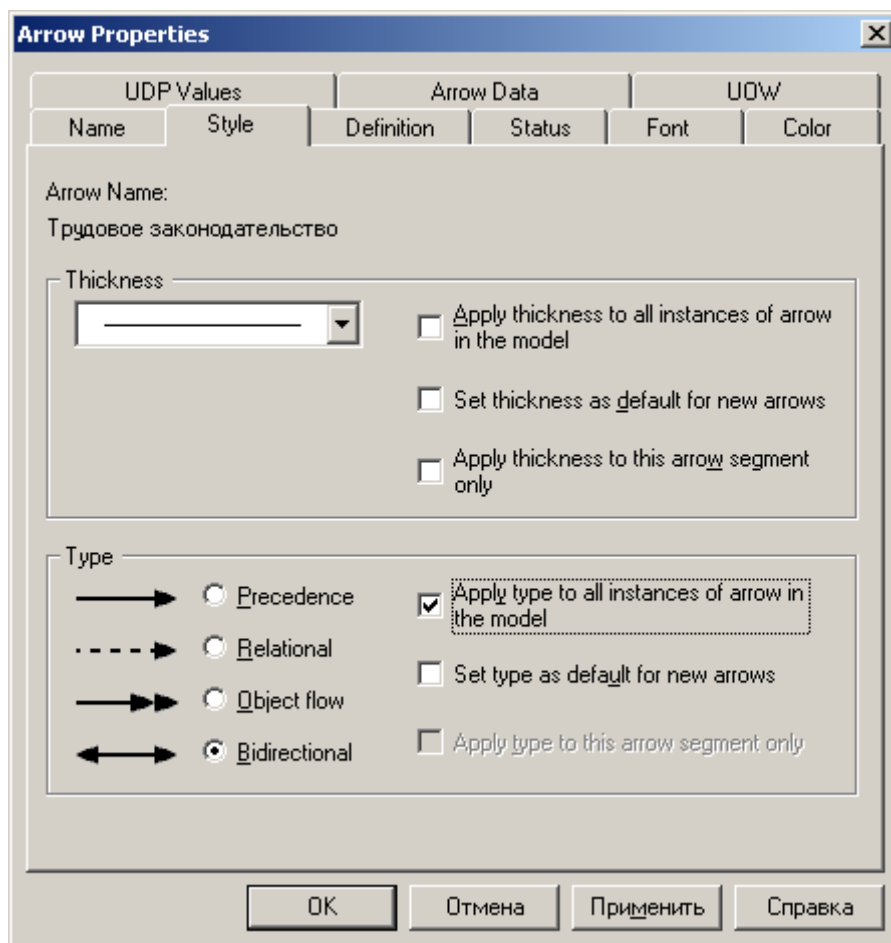 Arrow Properties
UDP Values Arrow Data UOW
Name Style Definition Status Font Color
Arrow Name:
Трудовое законодательство
Thickness
Apply thickness to all instances of arrow
in the model
Set thickness as default for new arrows
Apply thickness to this arrow segment
only
Type
Precedence
Relational
Object flow
Bidirectional
Apply type to all instances of arrow in
the model
Set type as default for new arrows
Apply type to this arrow segment only
OK Отмена Применить Справка